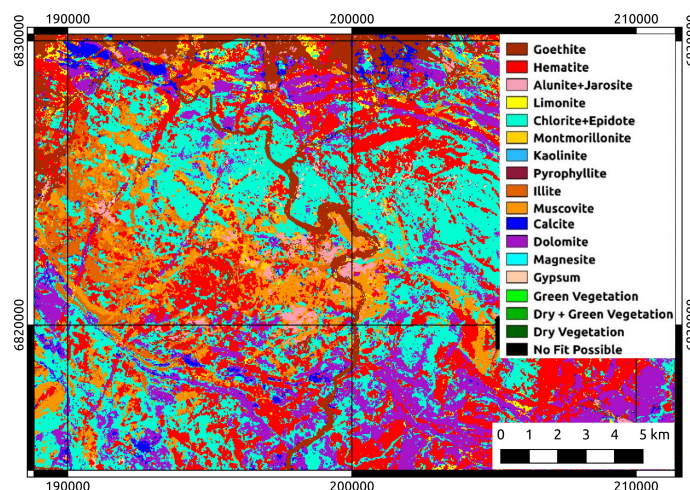 190000 200000 210000
6830000
6820000
Goethite
Hematite
Alunite+Jarosite
Limonite
Chlorite+Epidote
Montmorillonite
Kaolinite
Pyrophyllite
Illite
Muscovite
Calcite
Dolomite
Magnesite
Gypsum
Green Vegetation
Dry + Green Vegetation
Dry Vegetation
No Fit Possible
0 1 2 3 4 5 km
190000 200000 210000